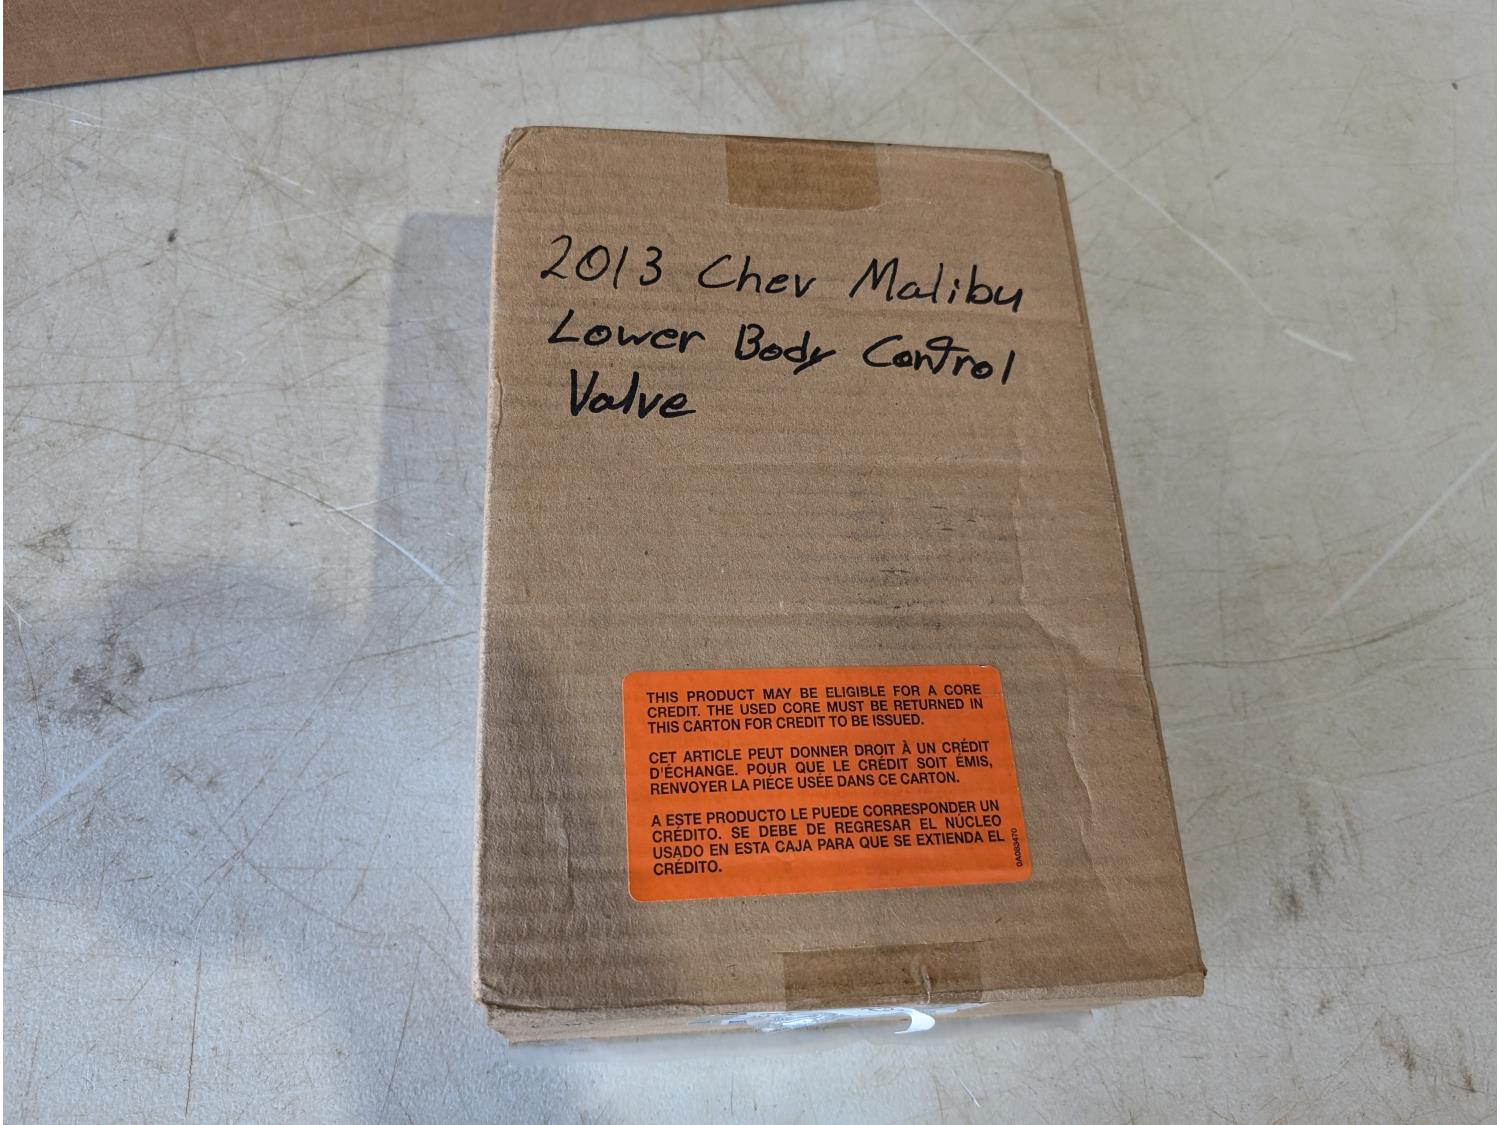 2013 Chev Malibu
Lower Body Control
Valve
THIS PRODUCT MAY BE ELIGIBLE FOR A CORE
CREDIT. THE USED CORE MUST BE RETURNED IN
THIS CARTON FOR CREDIT TO BE ISSUED.
CET ARTICLE PEUT DONNER DROIT À UN CRÉDIT
D'ÉCHANGE. POUR QUE LE CRÉDIT SOIT ÉMIS,
RENVOYER LA PIÉCE USÉE DANS CE CARTON.
A ESTE PRODUCTO LE PUEDE CORRESPONDER UN
CRÉDITO. SE DEBE DE REGRESAR EL NÚCLEO
USADO EN ESTA CAJA PARA QUE SE EXTIENDA EL
CRÉDITO.
0A083470